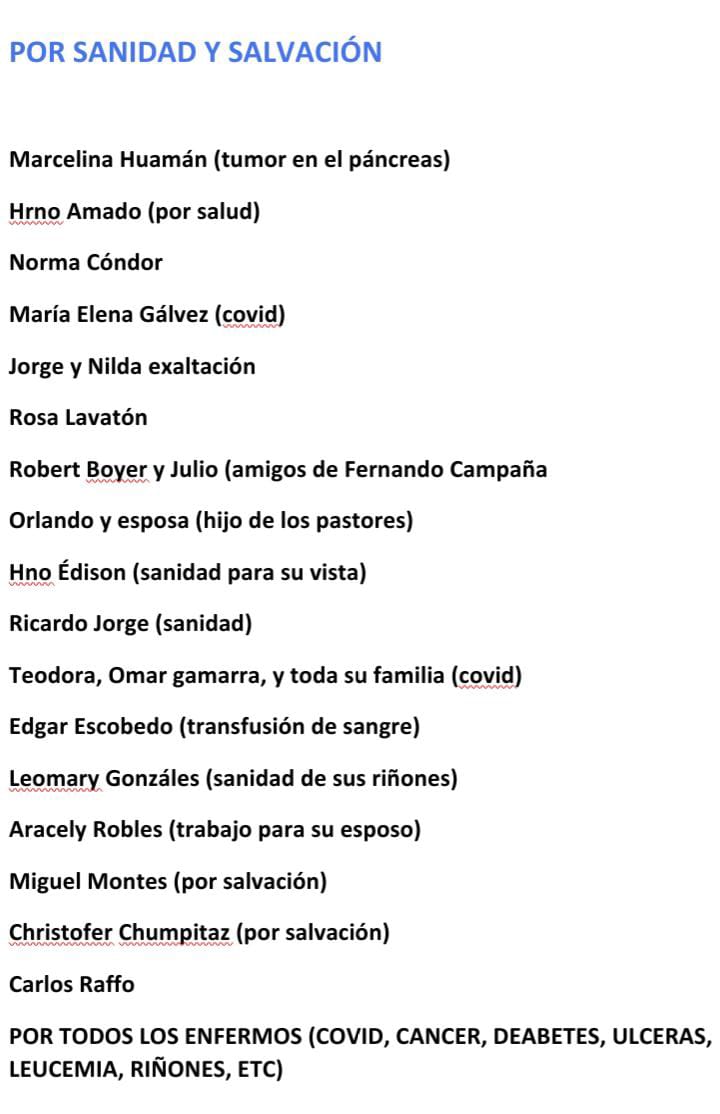 POR SANIDAD Y SALVACIÓN
Marcelina Huamán (tumor en el páncreas)
Hrno Amado (por salud)
Norma Cóndor
María Elena Gálvez (covid)
Jorge y Nilda exaltación
Rosa Lavatón
Robert Boyer y Julio (amigos de Fernando Campaña
Orlando y esposa (hijo de los pastores)
Hno Édison (sanidad para su vista)
Ricardo Jorge (sanidad)
Teodora, Omar gamarra, y toda su familia (covid)
Edgar Escobedo (transfusión de sangre)
Leomary Gonzáles (sanidad de sus riñones)
Aracely Robles (trabajo para su esposo)
Miguel Montes (por salvación)
Christofer Chumpitaz (por salvación)
Carlos Raffo
POR TODOS LOS ENFERMOS (COVID, CANCER, DEABETES, ULCERAS,
LEUCEMIA, RIÑONES, ETC)